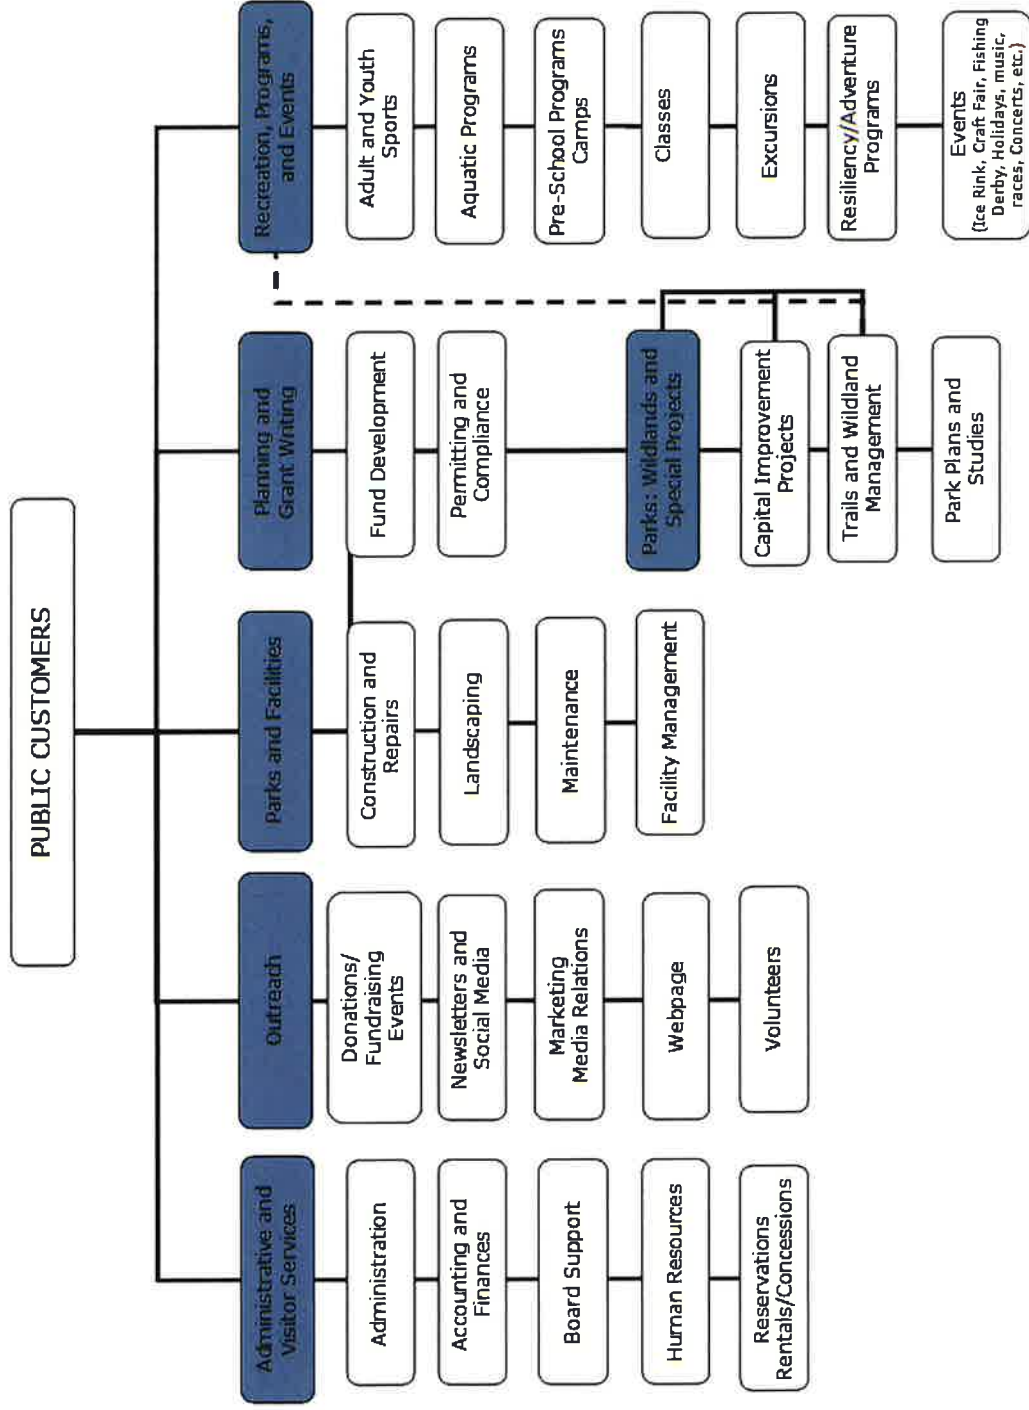 PUBLIC CUSTOMERS
Administrative and
Visitor Services
Administration
Accounting and
Finances
Board Support
Human Resources
Reservations
Rentals/Concessions
Outreach
Donations/
Fundraising
Events
Newsletters and
Social Media
Marketing
Media Relations
Webpage
Volunteers
Parks and Facilities
Construction and
Repairs
Landscaping
Maintenance
Facility Management
Planning and
Grant Writing
Fund Development
Permitting and
Compliance
Parks: Wildlands and
Special Projects
Capital Improvement
Projects
Trails and Wildland
Management
Park Plans and
Studies
Recreation, Programs,
and Events
Adult and Youth
Sports
Aquatic Programs
Pre-School Programs
Camps
Classes
Excursions
Resiliency/Adventure
Programs
Events
(Ice Rink, Craft Fair, Fishing
Derby, Holidays, music,
races, Concerts, etc.)